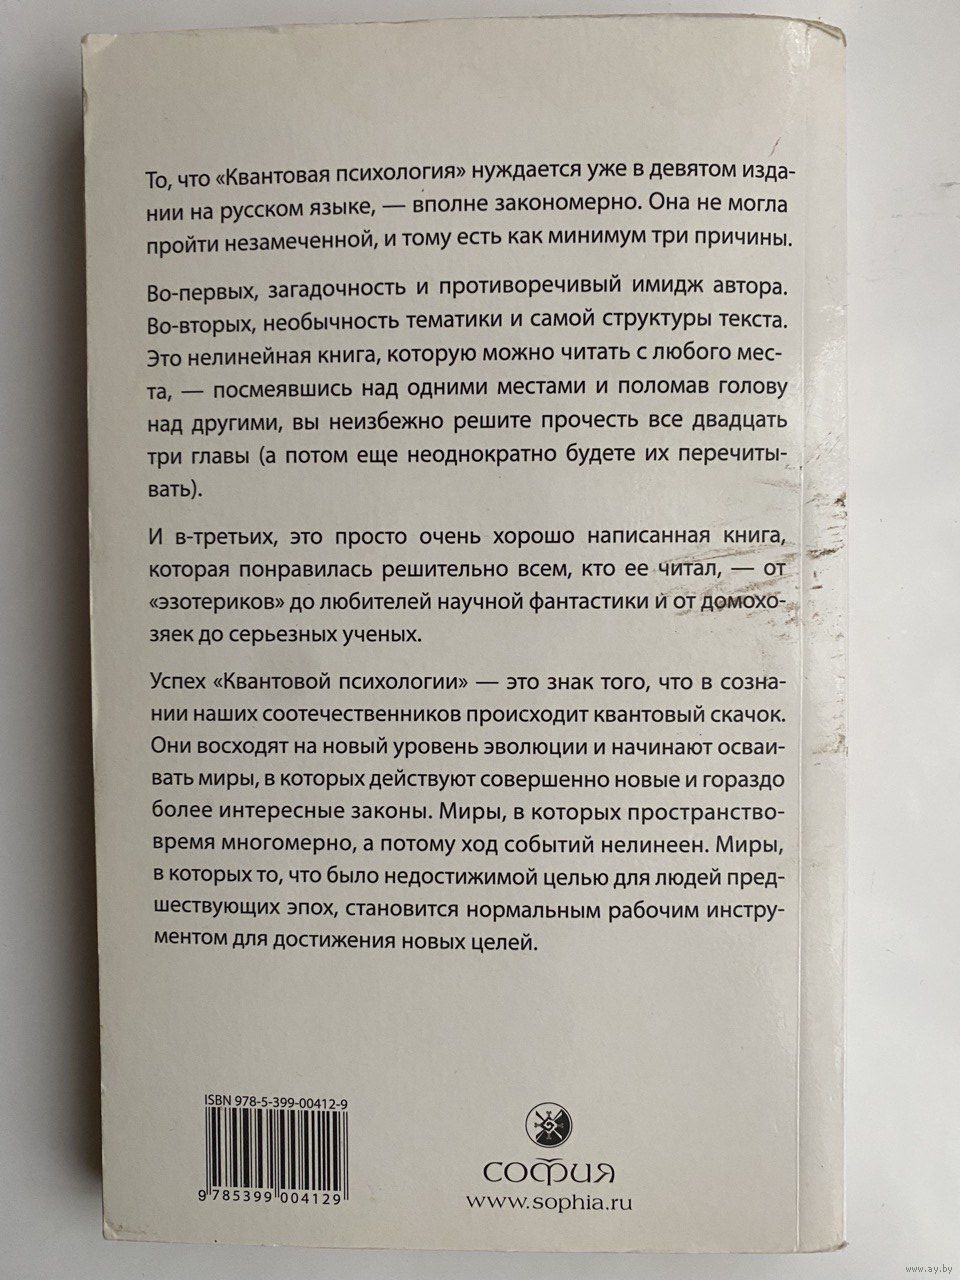 То, что «Квантовая психология» нуждается уже в девятом изда-
нии на русском языке, — вполне закономерно. Она не могла
пройти незамеченной, и тому есть как минимум три причины.
Во-первых, загадочность и противоречивый имидж автора.
Во-вторых, необычность тематики и самой структуры текста.
Это нелинейная книга, которую можно читать с любого мес-
та, — посмеявшись над одними местами и поломав голову
над другими, вы неизбежно решите прочесть все двадцать
три главы (а потом еще неоднократно будете их перечиты-
вать).
И в-третьих, это просто очень хорошо написанная книга,
которая понравилась решительно всем, кто ее читал, — от
«эзотериков» до любителей научной фантастики и от домохо-
зяек до серьезных ученых.
Успех «Квантовой психологии» — это знак того, что в созна-
нии наших соотечественников происходит квантовый скачок.
Они восходят на новый уровень эволюции и начинают осваи-
вать миры, в которых действуют совершенно новые и гораздо
более интересные законы. Миры, в которых пространство-
время многомерно, а потому ход событий нелинеен. Миры,
в которых то, что было недостижимой целью для людей пред-
шествующих эпох, становится нормальным рабочим инстру-
ментом для достижения новых целей.
ISBN 978-5-399-00412-9
9 785399 004129
СОФИЯ
www.sophia.ru
www.ay.by